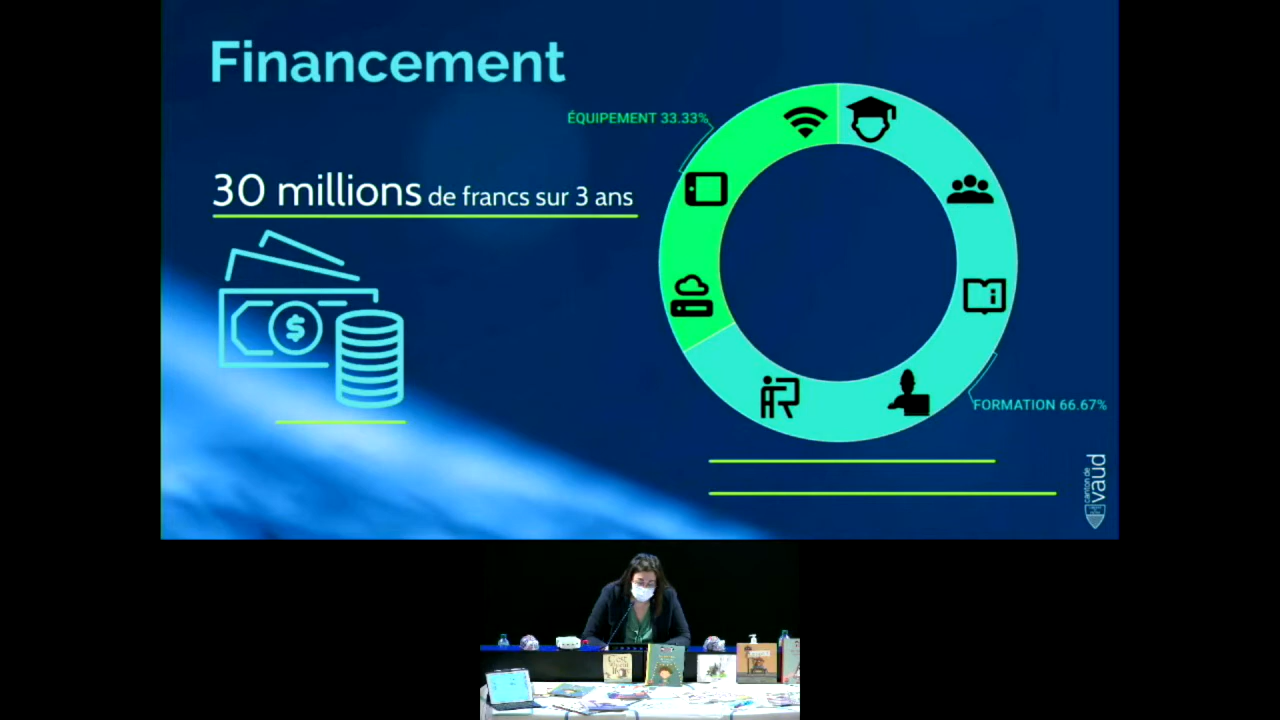 Financement
ÉQUIPEMENT 33.33%
30 millions de francs sur 3 ans
$
FORMATION 66.67%
canton de
vaud